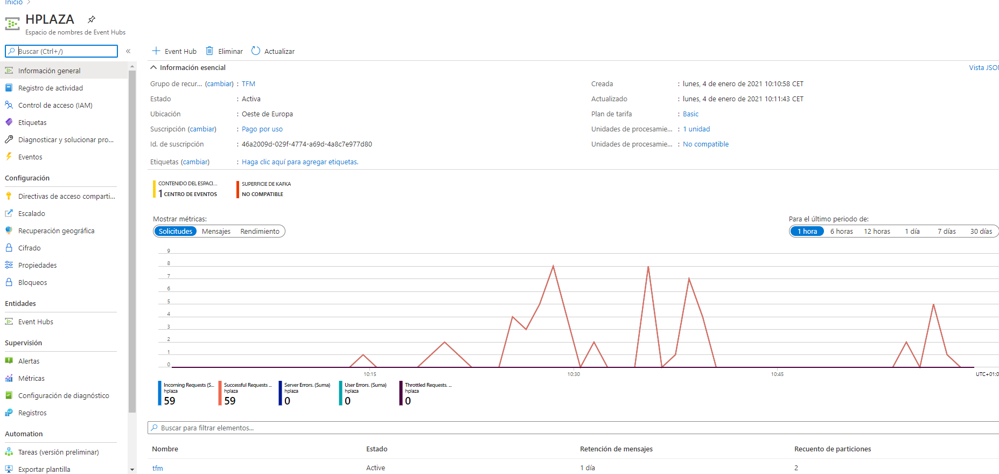 Inicio >
HPLAZA
Espacio de nombres de Event Hubs
Buscar (Ctrl+/)
«
Información general
Registro de actividad
Control de acceso (IAM)
Etiquetas
Diagnosticar y solucionar pro...
Eventos
Configuración
Directivas de acceso comparti...
Escalado
Recuperación geográfica
Cifrado
Propiedades
Bloqueos
Entidades
Event Hubs
Supervisión
Alertas
Métricas
Configuración de diagnóstico
Registros
Automation
Tareas (versión preliminar)
Exportar plantilla
Event Hub Eliminar Actualizar
Información esencial
Vista JSON
Grupo de recur... (cambiar) : TFM
Estado : Activa
Ubicación : Oeste de Europa
Suscripción (cambiar) : Pago por uso
Id. de suscripción : 46a2009d-029f-4774-a69d-4a8c7e977d80
Etiquetas (cambiar) : Haga clic aquí para agregar etiquetas.
Creada : lunes, 4 de enero de 2021 10:10:58 CET
Actualizado : lunes, 4 de enero de 2021 10:11:43 CET
Plan de tarifa : Basic
Unidades de procesamie... : 1 unidad
Unidades de procesamie... : No compatible
CONTENIDO DEL ESPACI...
1 CENTRO DE EVENTOS
SUPERFICIE DE KAFKA
NO COMPATIBLE
Mostrar métricas:
Solicitudes Mensajes Rendimiento
Para el último periodo de:
1 hora 6 horas 12 horas 1 día 7 días 30 días
9
8
7
6
5
4
3
2
1
0
10:15 10:30 10:45 UTC+01:0
Incoming Requests (S...
hplaza
59
Successful Requests ...
hplaza
59
Server Errors. (Suma)
hplaza
0
User Errors. (Suma)
hplaza
0
Throttled Requests. ...
hplaza
0
Buscar para filtrar elementos...
Nombre Estado Retención de mensajes Recuento de particiones
tfm Active 1 día 2